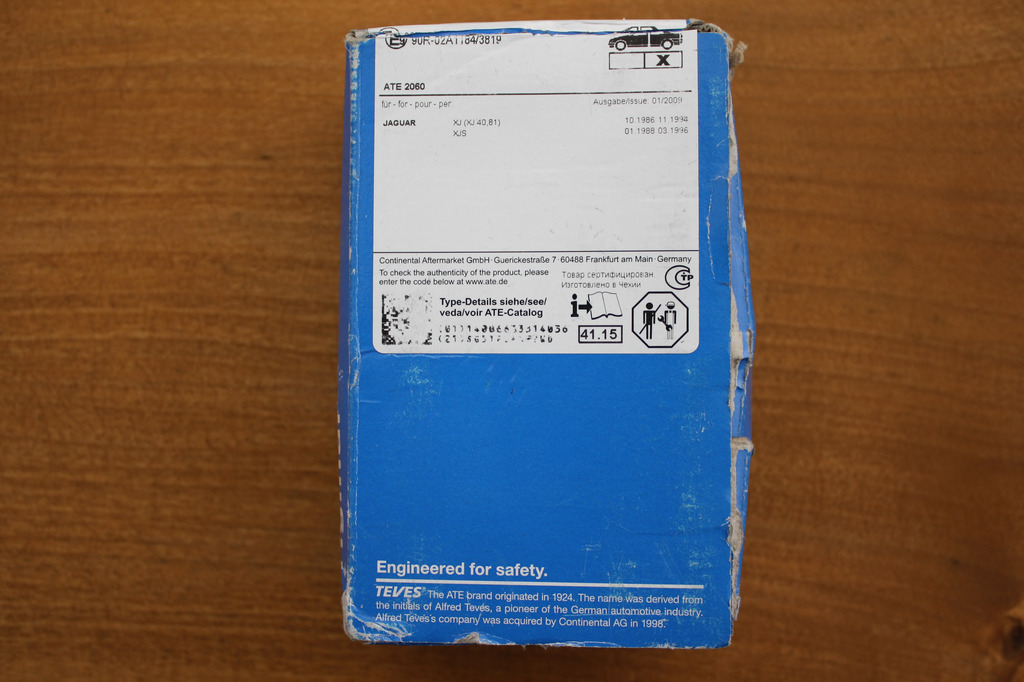 E9 90R-02A1184/3819
X
ATE 2060
für - for - pour - per
Ausgabe/Issue: 01/2009
JAGUAR XJ (XJ 40,81) 10.1986 11.1994
XJS 01.1988 03.1996
Continental Aftermarket GmbH · Guerickestraße 7 · 60488 Frankfurt am Main · Germany
To check the authenticity of the product, please
enter the code below at www.ate.de
Товар сертифицирован
Изготовлено в Чехии
Type-Details siehe/see/
veda/voir ATE-Catalog
41.15
Engineered for safety.
TEVES The ATE brand originated in 1924. The name was derived from
the initials of Alfred Teves, a pioneer of the German automotive industry.
Alfred Teves's company was acquired by Continental AG in 1998.